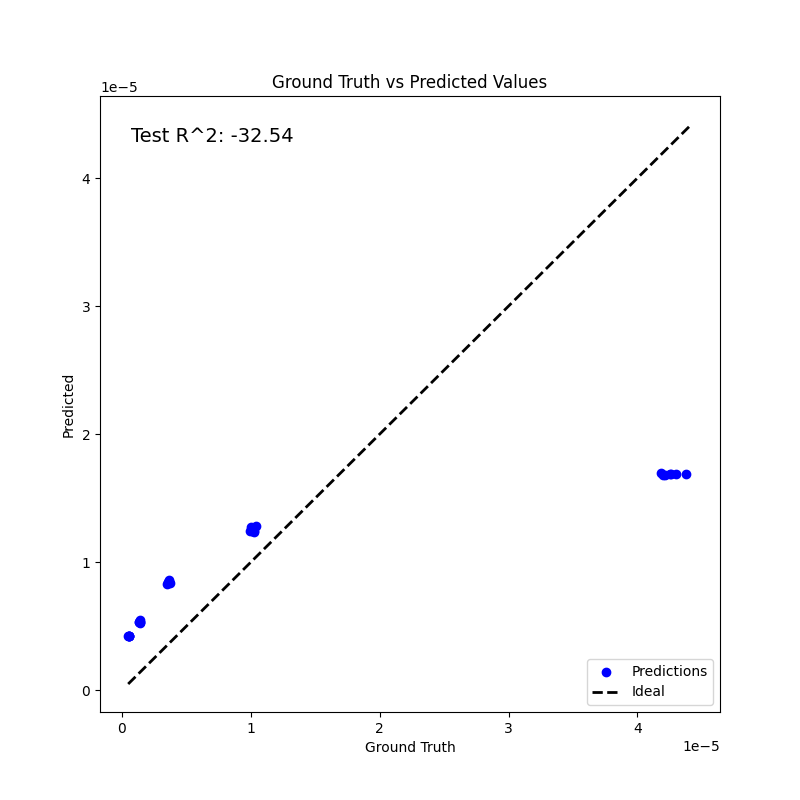 Ground Truth vs Predicted Values
1e−5
Test R^2: -32.54
4
3
2
1
0
Predicted
Predictions
Ideal
0 1 2 3 4
1e−5
Ground Truth